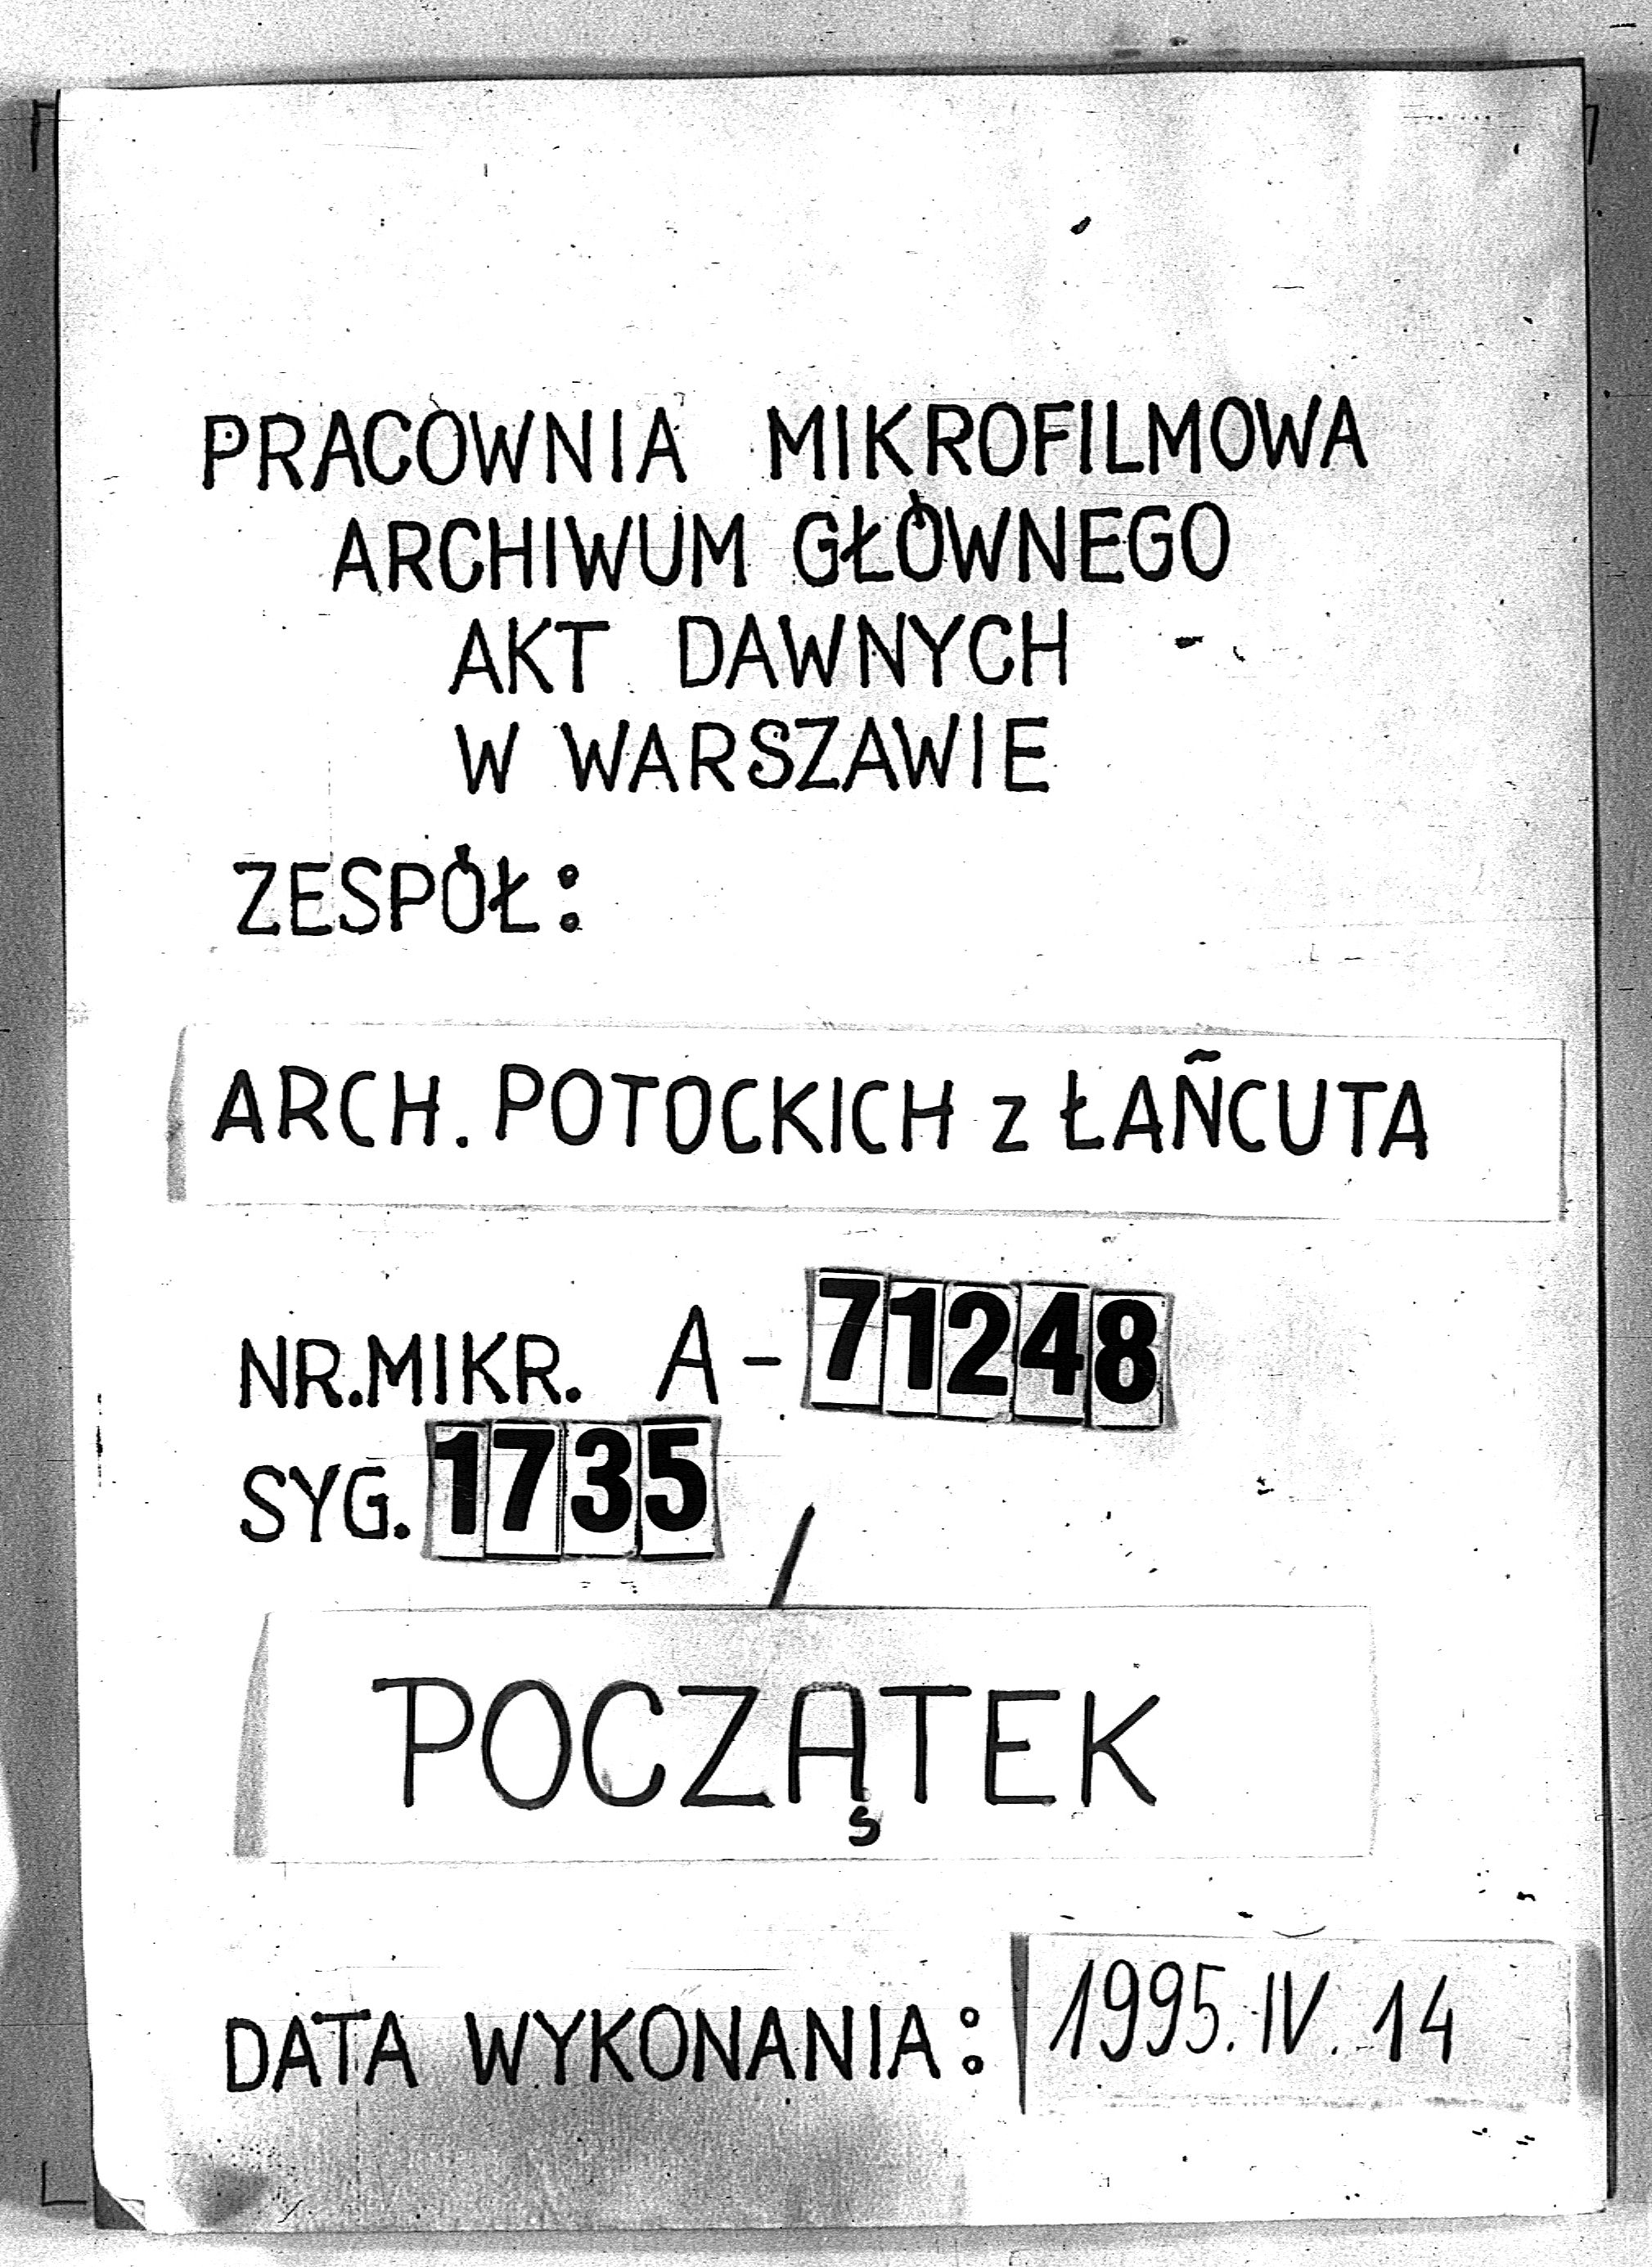 PRACOWNIA MIKROFILMOWA
ARCHIWUM GŁÓWNEGO
AKT DAWNYCH
W WARSZAWIE
ZESPÓŁ:
ARCH. POTOCKICH z ŁAÑCUTA
NR.MIKR. A-71248
SYG. 1735
/
POCZĄTEK
DATA WYKONANIA: 1995.IV.14